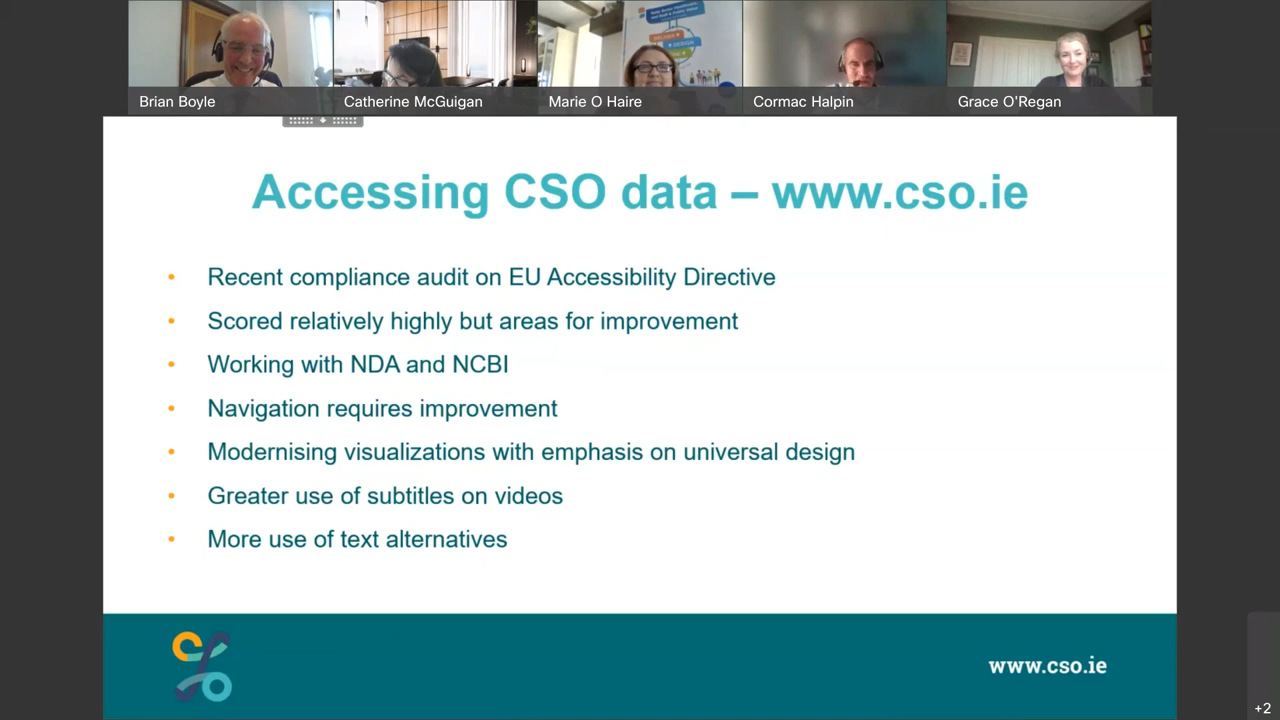 Brian Boyle
Catherine McGuigan
Marie O Haire
Cormac Halpin
Grace O'Regan
Accessing CSO data – www.cso.ie
• Recent compliance audit on EU Accessibility Directive
• Scored relatively highly but areas for improvement
• Working with NDA and NCBI
• Navigation requires improvement
• Modernising visualizations with emphasis on universal design
• Greater use of subtitles on videos
• More use of text alternatives
www.cso.ie
+2